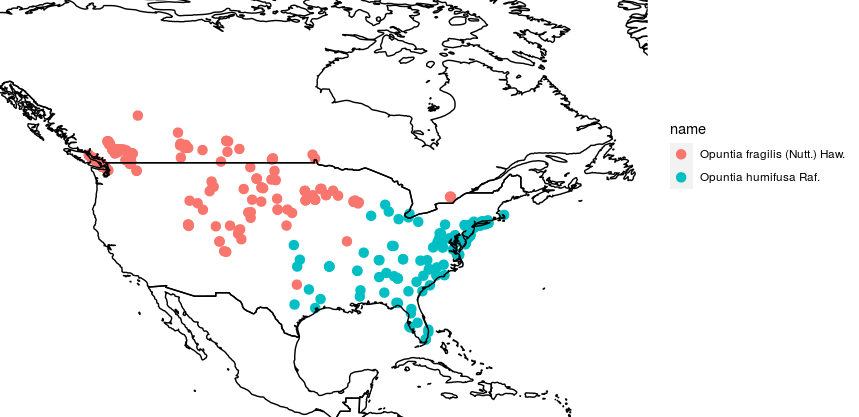 name
Opuntia fragilis (Nutt.) Haw.
Opuntia humifusa Raf.